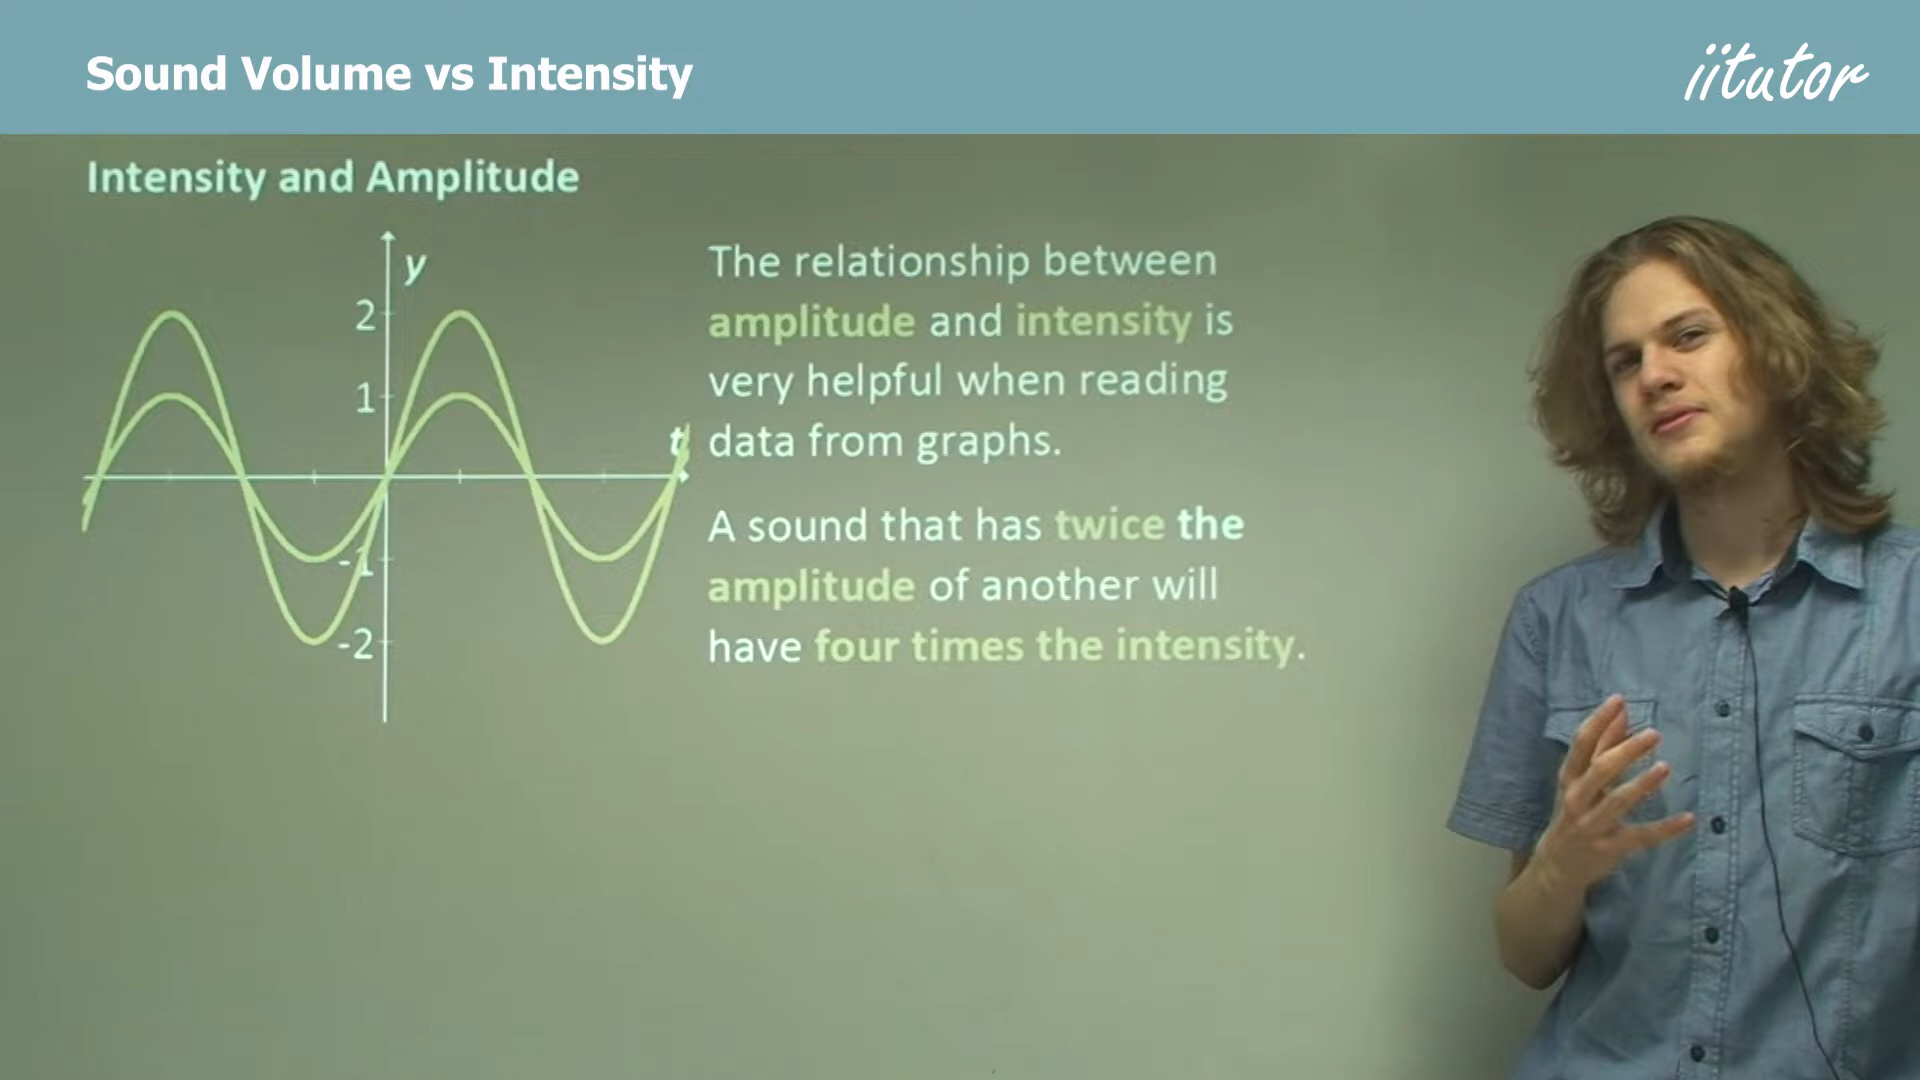 Sound Volume vs Intensity
iitutor
Intensity and Amplitude
y
2
1
t
-1
-2
The relationship between
amplitude and intensity is
very helpful when reading
data from graphs.
A sound that has twice the
amplitude of another will
have four times the intensity.